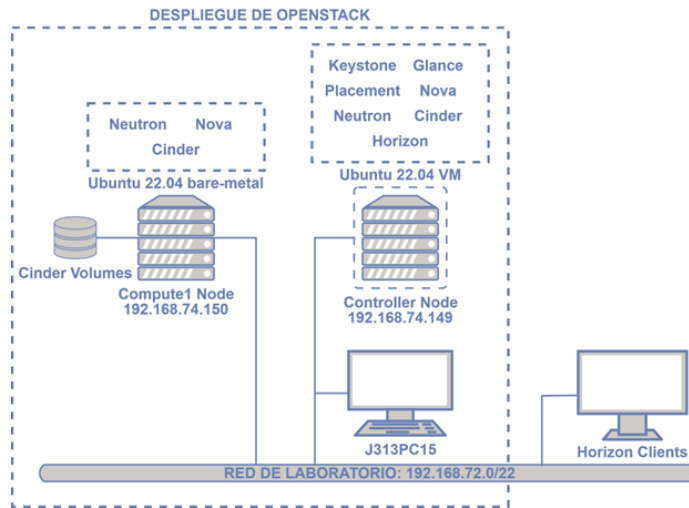 DESPLIEGUE DE OPENSTACK
Keystone Glance
Placement Nova
Neutron Cinder
Horizon
Neutron Nova
Cinder
Ubuntu 22.04 bare-metal
Ubuntu 22.04 VM
Cinder Volumes
Compute1 Node
192.168.74.150
Controller Node
192.168.74.149
J313PC15
Horizon Clients
RED DE LABORATORIO: 192.168.72.0/22